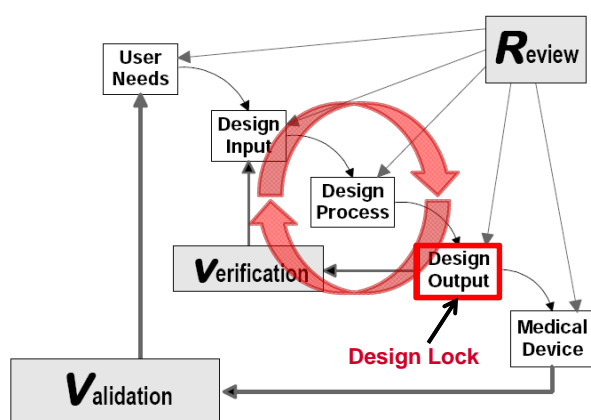 User
Needs
Review
Design
Input
Design
Process
Verification
Design
Output
Medical
Device
Design Lock
Validation